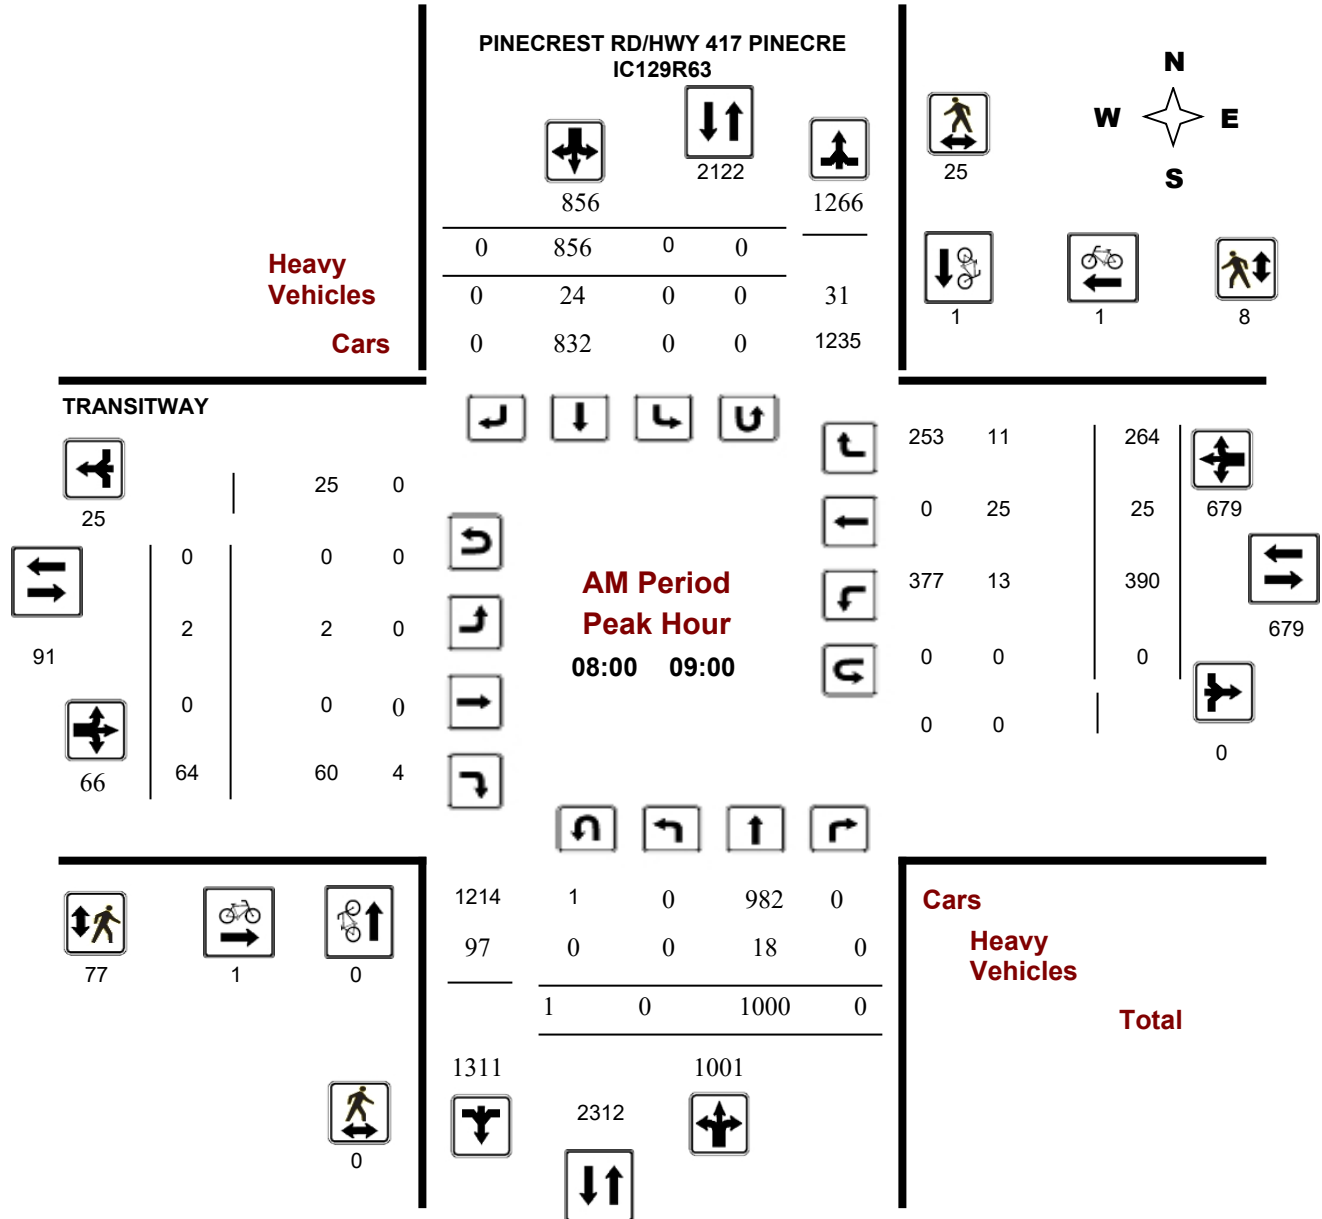 PINECREST RD/HWY 417 PINECRE
IC129R63
N
W E
S
2122
25
856 1266
0 856 0 0
Heavy
Vehicles
0 24 0 0 31
1 1 8
Cars
0 832 0 0 1235
TRANSITWAY
253 11 264
25 0
25
0 25 25 679
0 0 0
AM Period
377 13 390
Peak Hour
2 2 0
679
91
08:00 09:00
0 0 0
0 0 0
0 0
0
66 64 60 4
1214 1 0 982 0
Cars
97 0 0 18 0
Heavy
Vehicles
77 1 0
1 0 1000 0
Total
1311 1001
2312
0